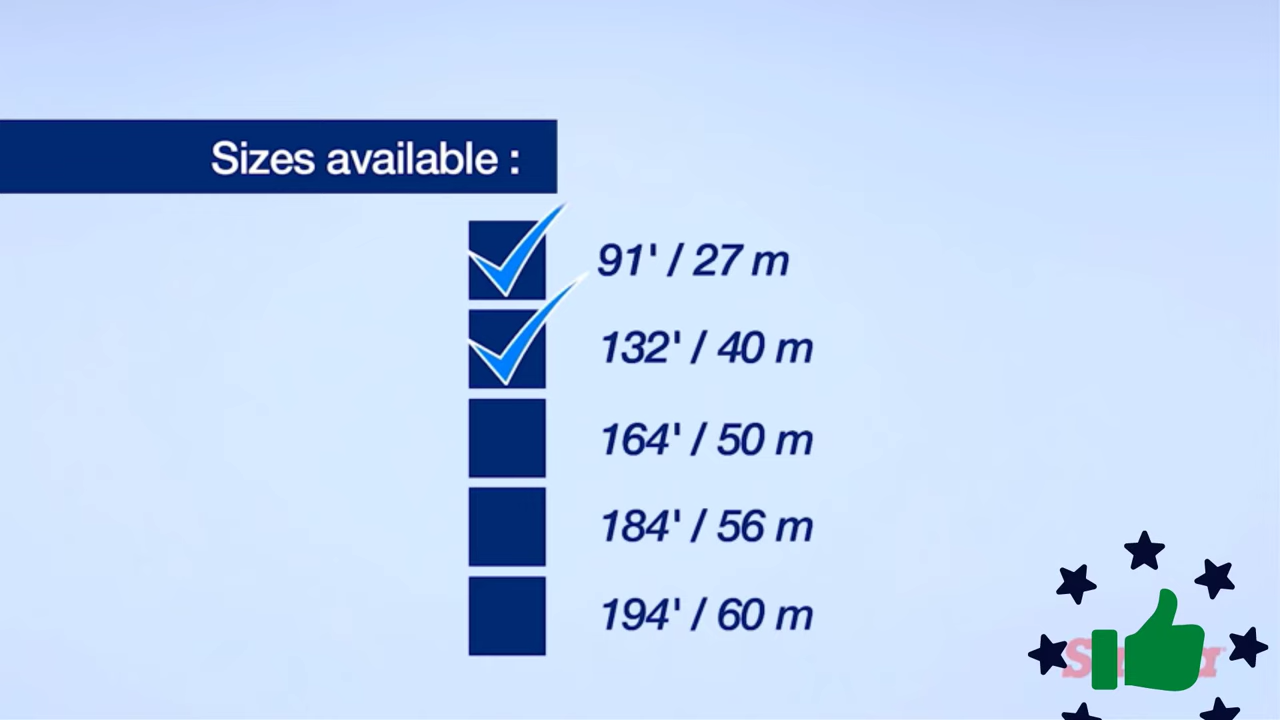 Sizes available :
91' / 27 m
132' / 40 m
164' / 50 m
184' / 56 m
194' / 60 m